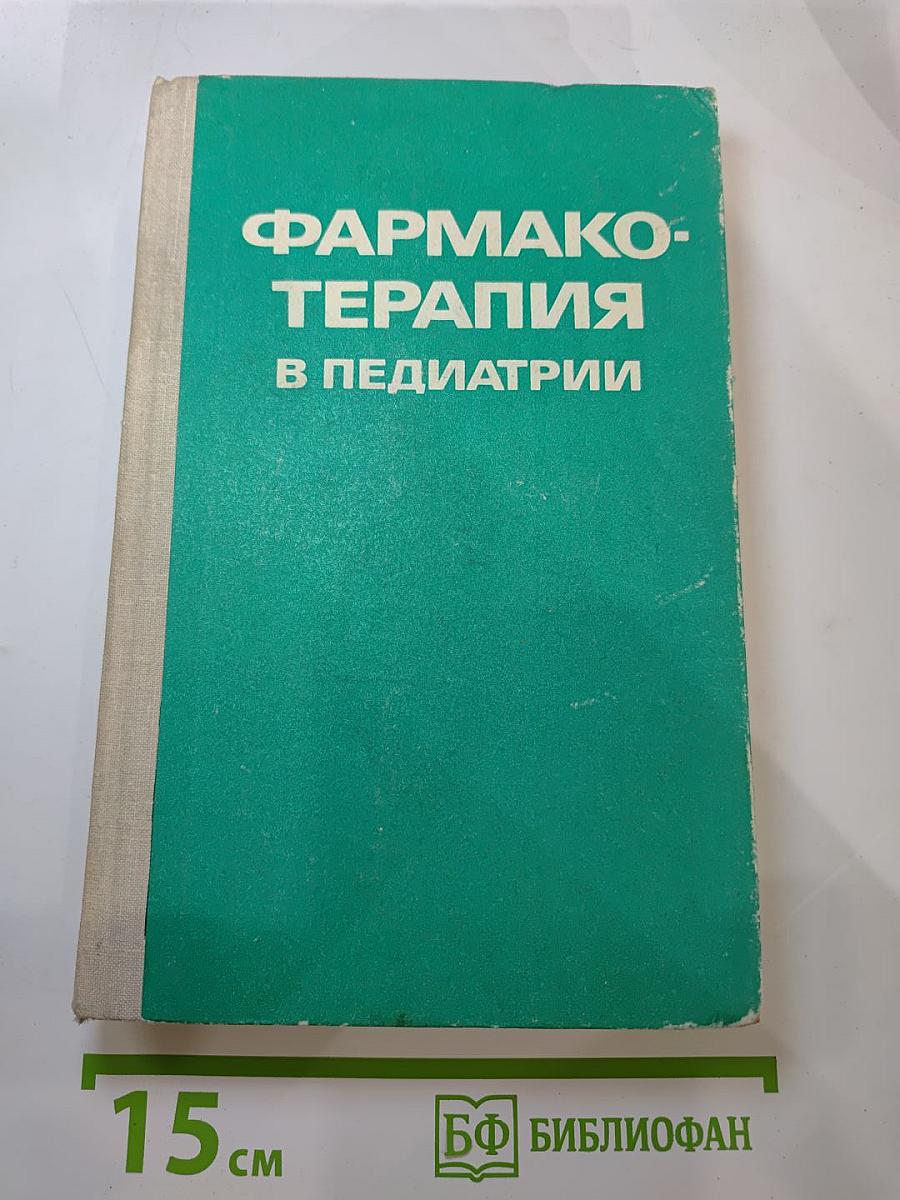 ФАРМАКО-
ТЕРАПИЯ
В ПЕДИАТРИИ
15 см
БФ БИБЛИОФАН